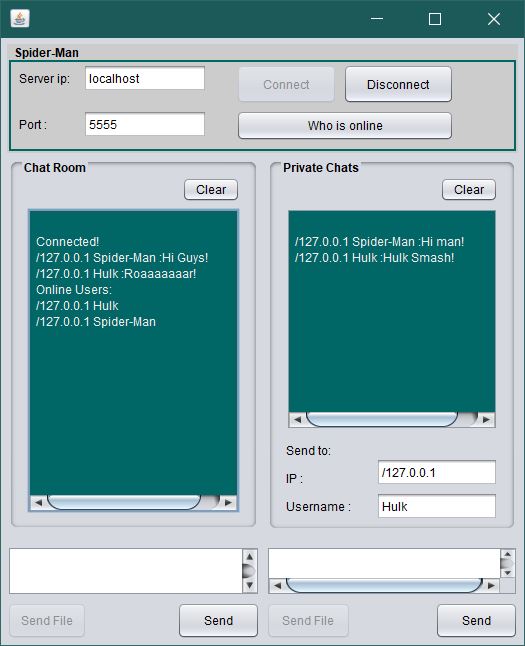 Spider-Man
Server ip: localhost Connect Disconnect
Port : 5555 Who is online
Chat Room
Clear
Connected!
/127.0.0.1 Spider-Man :Hi Guys!
/127.0.0.1 Hulk :Roaaaaaaar!
Online Users:
/127.0.0.1 Hulk
/127.0.0.1 Spider-Man
Private Chats
Clear
/127.0.0.1 Spider-Man :Hi man!
/127.0.0.1 Hulk :Hulk Smash!
Send to:
IP : /127.0.0.1
Username : Hulk
Send File Send Send File Send